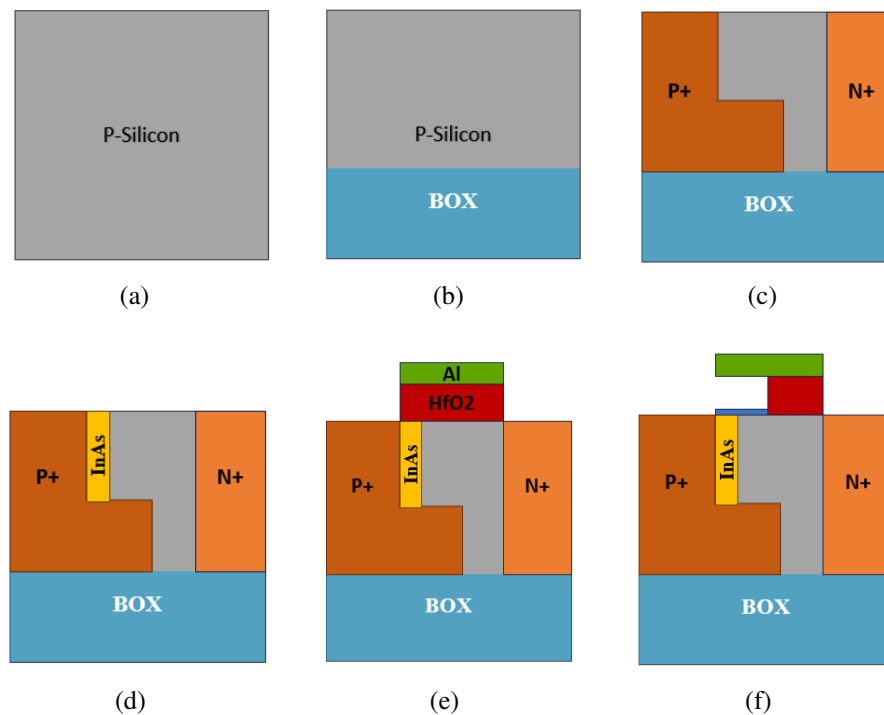 P-Silicon
(a)
P-Silicon
BOX
(b)
P+
N+
BOX
(c)
P+
InAs
N+
BOX
(d)
Al
HfO2
P+
InAs
N+
BOX
(e)
P+
InAs
N+
BOX
(f)